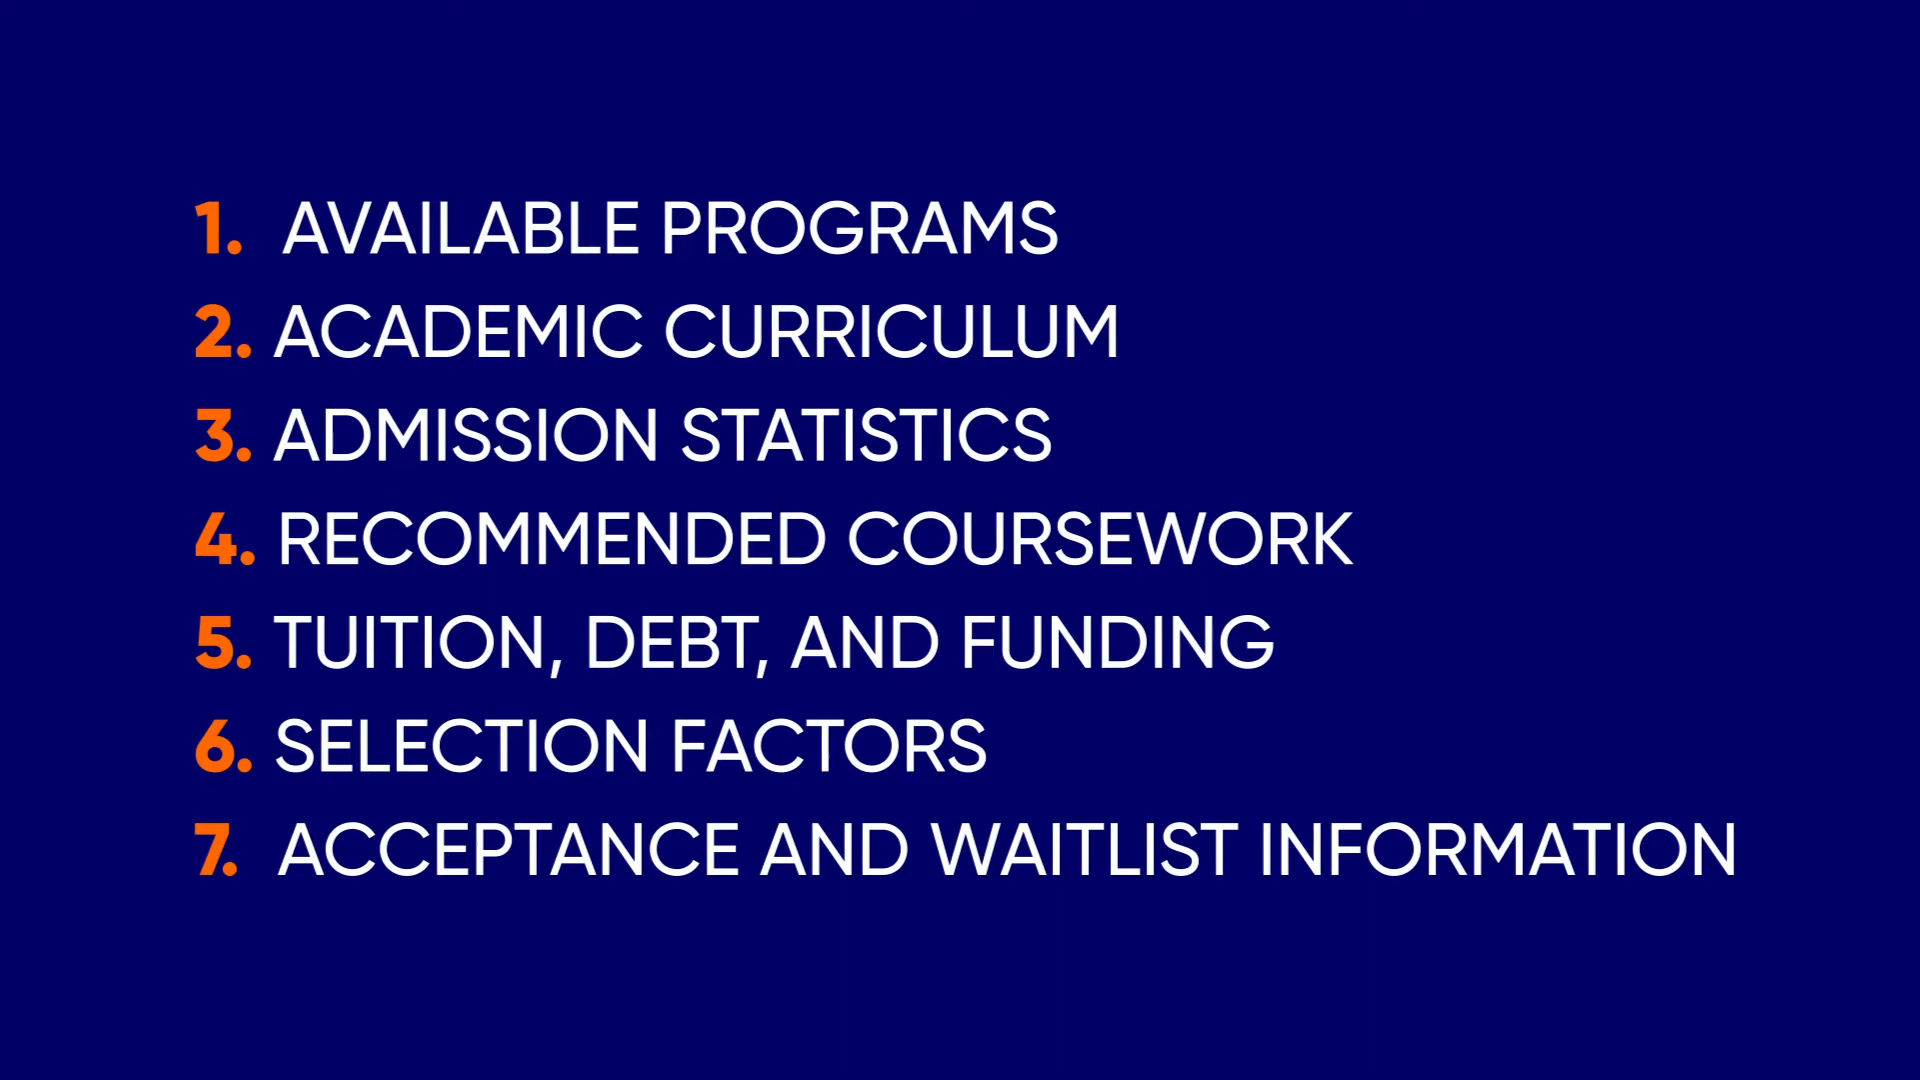 1. AVAILABLE PROGRAMS
2. ACADEMIC CURRICULUM
3. ADMISSION STATISTICS
4. RECOMMENDED COURSEWORK
5. TUITION, DEBT, AND FUNDING
6. SELECTION FACTORS
7. ACCEPTANCE AND WAITLIST INFORMATION